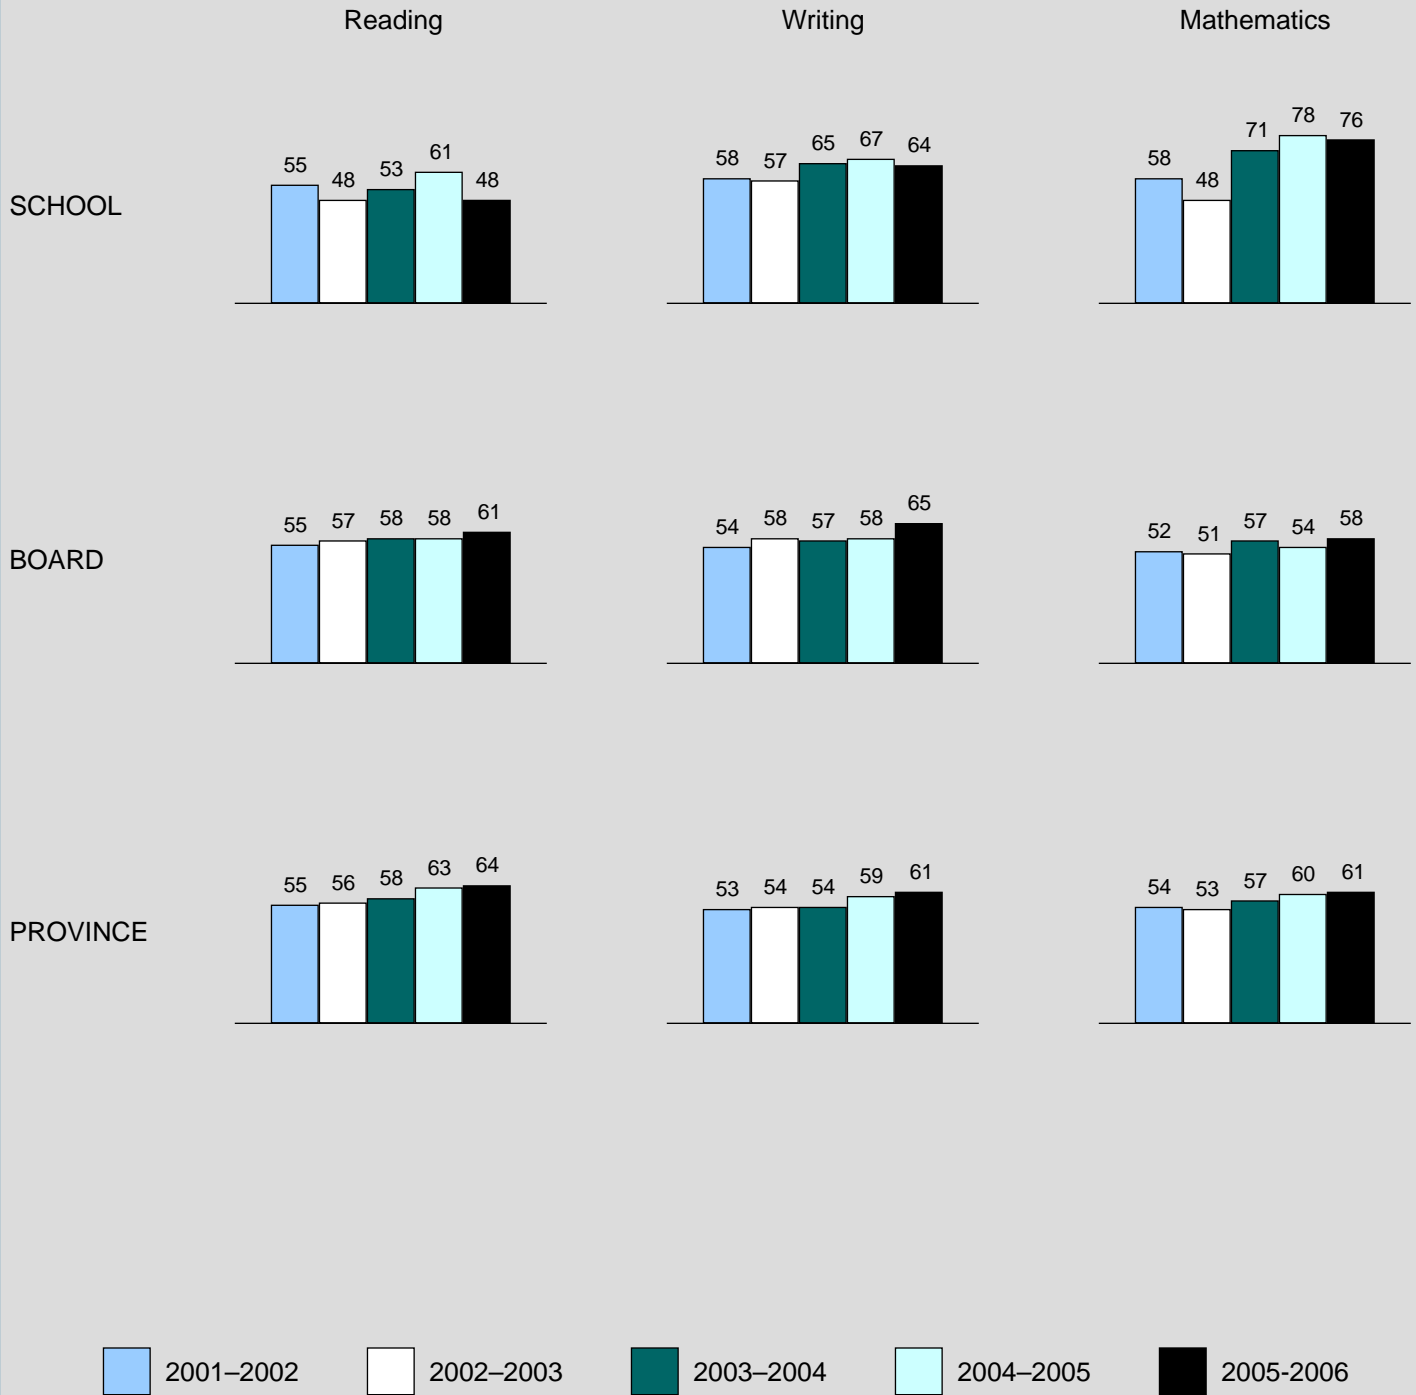 Reading Writing Mathematics
SCHOOL
55 48 53 61 48
58 57 65 67 64
58 48 71 78 76
BOARD
55 57 58 58 61
54 58 57 58 65
52 51 57 54 58
PROVINCE
55 56 58 63 64
53 54 54 59 61
54 53 57 60 61
2001–2002 2002–2003 2003–2004 2004–2005 2005-2006